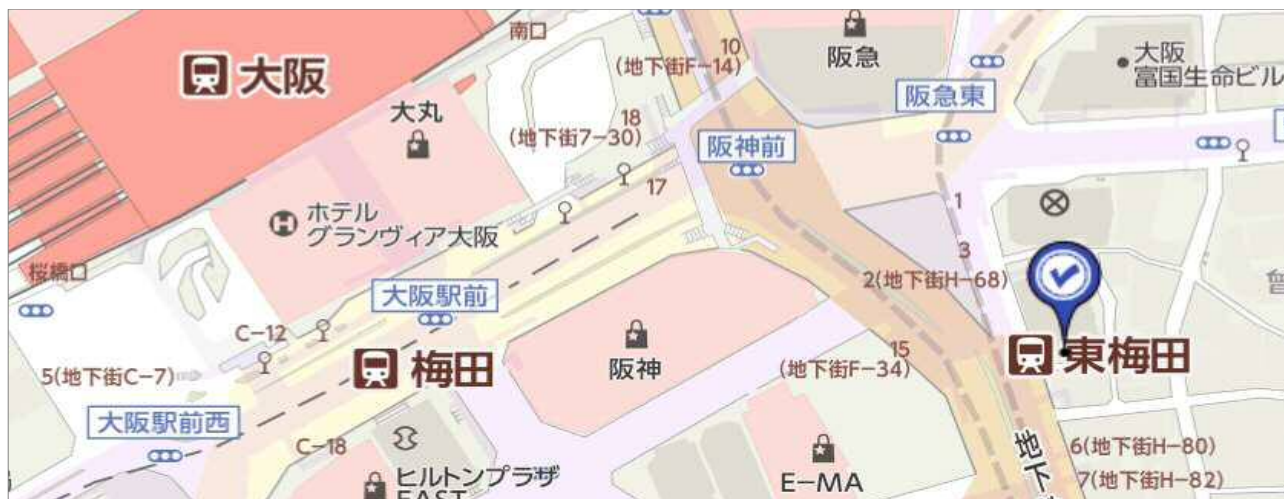 南口
10
(地下街F-14)
阪急
大阪
富国生命ビル
大阪
大丸
18
(地下街7-30)
阪神前
阪急東
17
1
ホテル
グランヴィア大阪
3
2(地下街H-68)
桜橋口
大阪駅前
C-12
梅田
阪神
15
(地下街F-34)
東梅田
5(地下街C-7)
大阪駅前西
C-18
ヒルトンプラザ
EAST
E-MA
地下
6(地下街H-80)
7(地下街H-82)